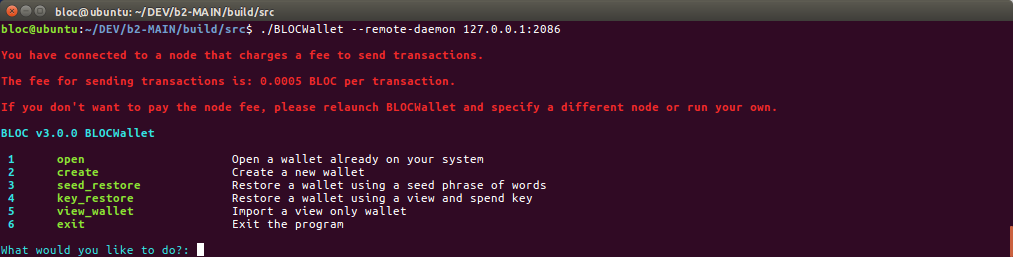 bloc@ubuntu: ~/DEV/b2-MAIN/build/src
bloc@ubuntu:~/DEV/b2-MAIN/build/src$ ./BLOCWallet --remote-daemon 127.0.0.1:2086
You have connected to a node that charges a fee to send transactions.
The fee for sending transactions is: 0.0005 BLOC per transaction.
If you don't want to pay the node fee, please relaunch BLOCWallet and specify a different node or run your own.
BLOC v3.0.0 BLOCWallet
1 open Open a wallet already on your system
2 create Create a new wallet
3 seed_restore Restore a wallet using a seed phrase of words
4 key_restore Restore a wallet using a view and spend key
5 view_wallet Import a view only wallet
6 exit Exit the program
What would you like to do?: